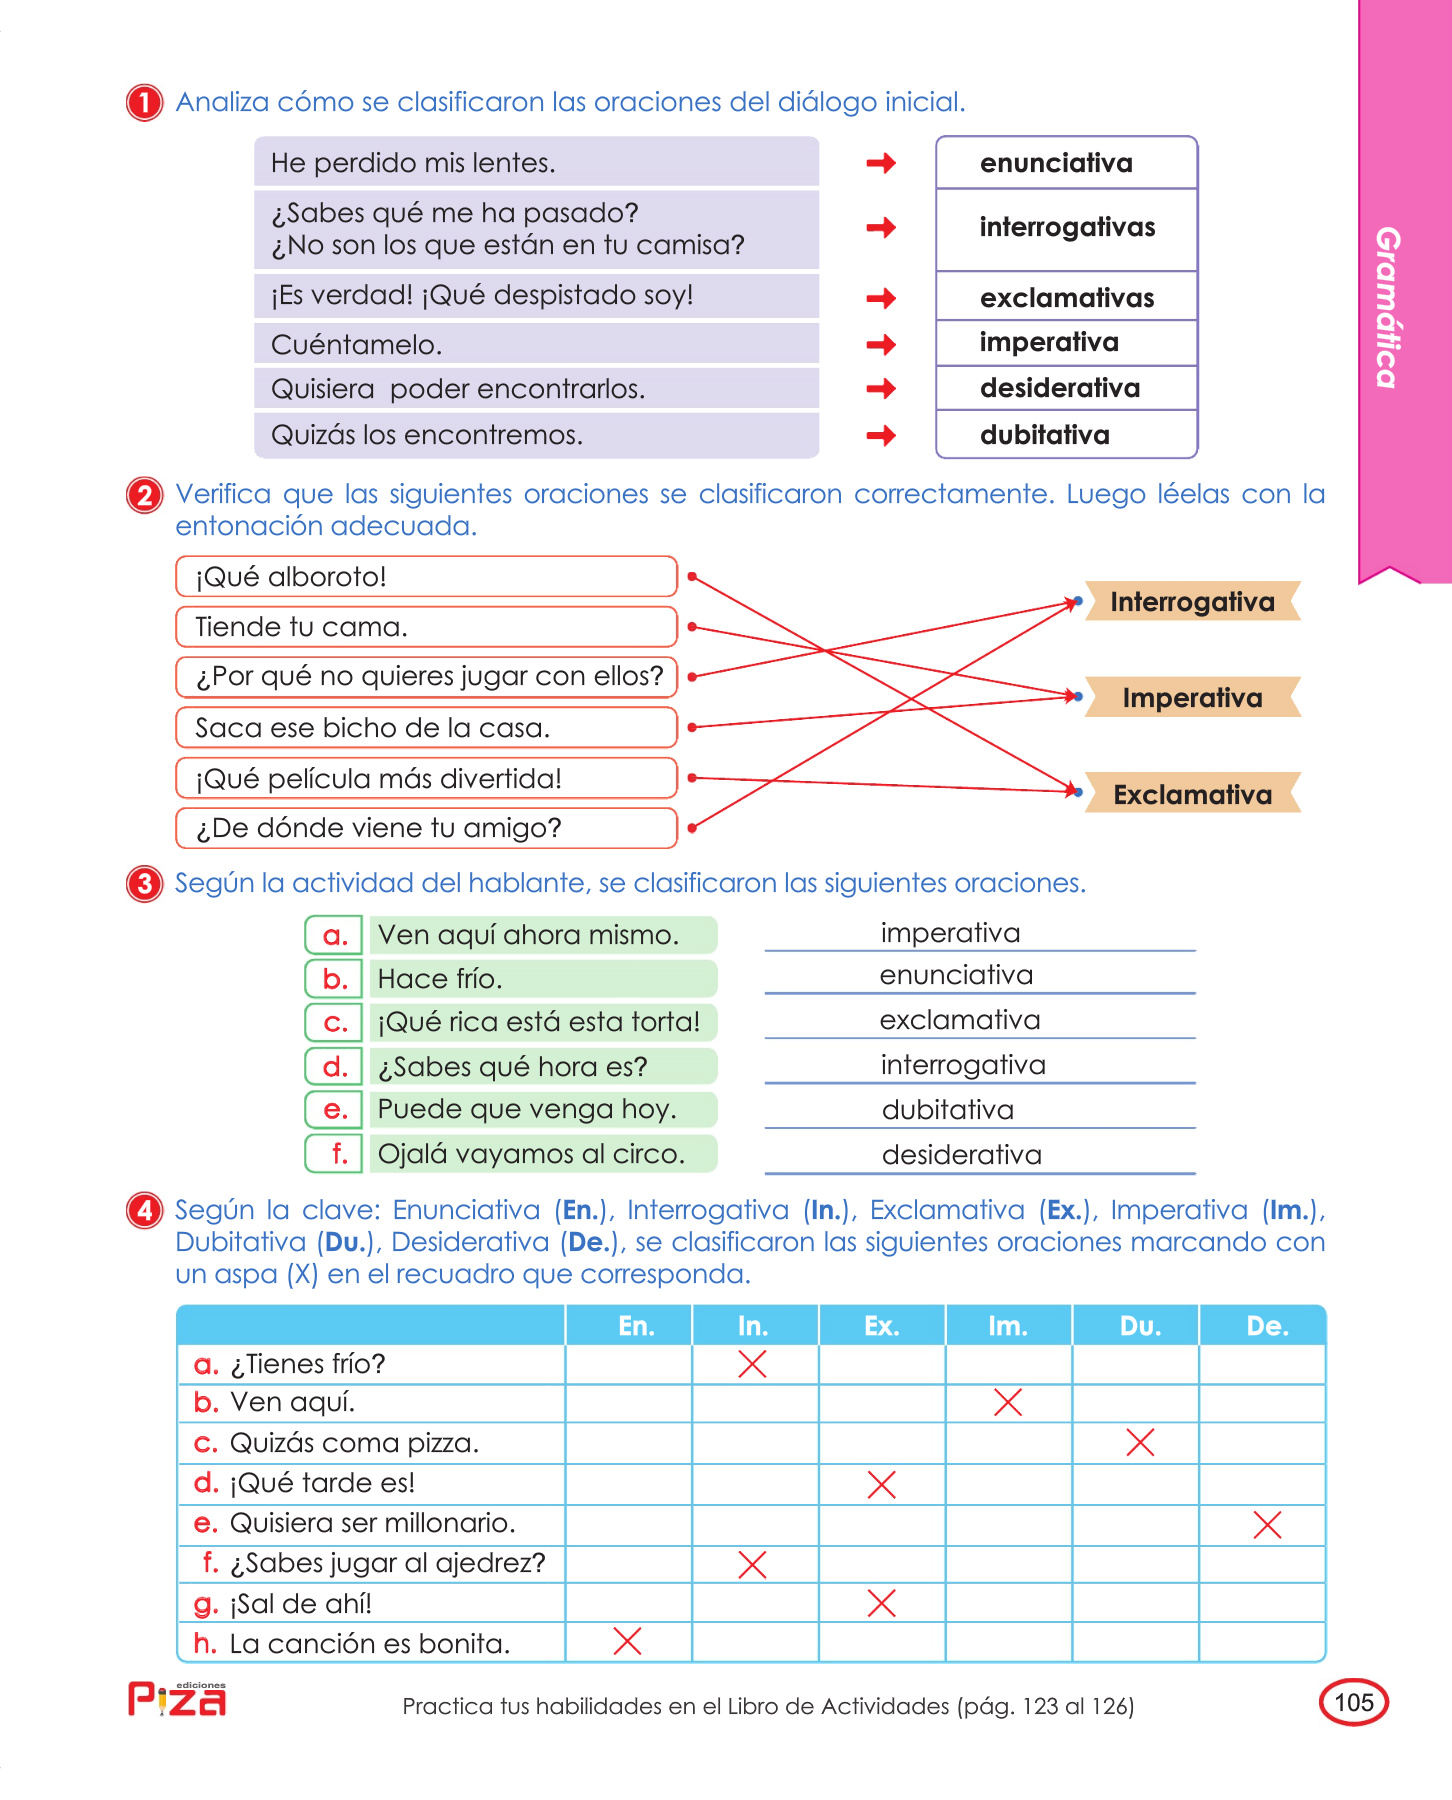 Gramática
1 Analiza cómo se clasificaron las oraciones del diálogo inicial.
He perdido mis lentes. enunciativa
¿Sabes qué me ha pasado?
¿No son los que están en tu camisa? interrogativas
¡Es verdad! ¡Qué despistado soy! exclamativas
Cuéntamelo. imperativa
Quisiera poder encontrarlos. desiderativa
Quizás los encontremos. dubitativa
2 Verifica que las siguientes oraciones se clasificaron correctamente. Luego léelas con la
entonación adecuada.
¡Qué alboroto!
Tiende tu cama.
¿Por qué no quieres jugar con ellos?
Saca ese bicho de la casa.
¡Qué película más divertida!
¿De dónde viene tu amigo?
Interrogativa
Imperativa
Exclamativa
3 Según la actividad del hablante, se clasificaron las siguientes oraciones.
a. Ven aquí ahora mismo. imperativa
b. Hace frío. enunciativa
c. ¡Qué rica está esta torta! exclamativa
d. ¿Sabes qué hora es? interrogativa
e. Puede que venga hoy. dubitativa
f. Ojalá vayamos al circo. desiderativa
4 Según la clave: Enunciativa (En.), Interrogativa (In.), Exclamativa (Ex.), Imperativa (Im.),
Dubitativa (Du.), Desiderativa (De.), se clasificaron las siguientes oraciones marcando con
un aspa (X) en el recuadro que corresponda.
En. In. Ex. Im. Du. De.
a. ¿Tienes frío?
b. Ven aquí.
c. Quizás coma pizza.
d. ¡Qué tarde es!
e. Quisiera ser millonario.
f. ¿Sabes jugar al ajedrez?
g. ¡Sal de ahí!
h. La canción es bonita.
ediciones
Piza
Practica tus habilidades en el Libro de Actividades (pág. 123 al 126)
105